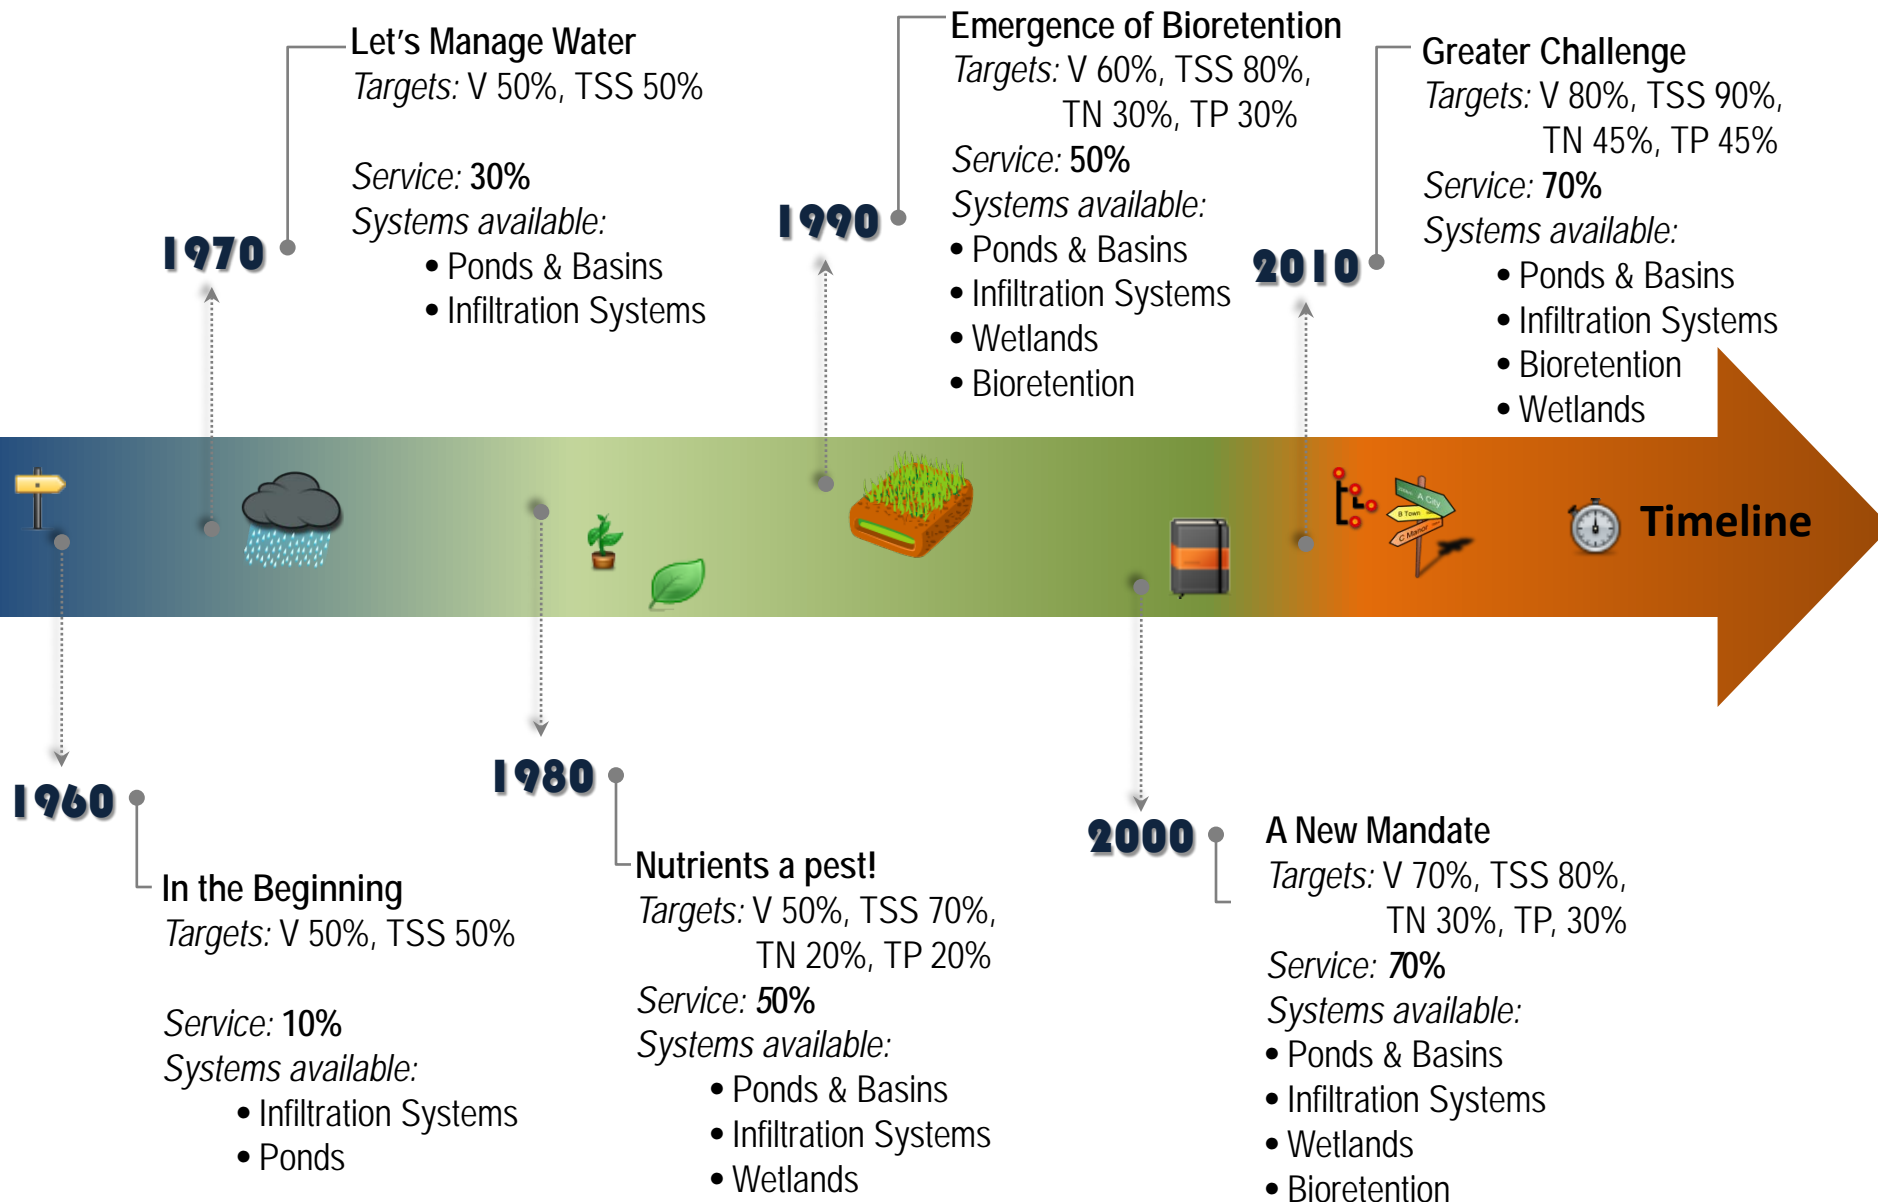 Let's Manage Water
Targets: V 50%, TSS 50%
Service: 30%
Systems available:
• Ponds & Basins
• Infiltration Systems
1970
Emergence of Bioretention
Targets: V 60%, TSS 80%,
TN 30%, TP 30%
Service: 50%
Systems available:
• Ponds & Basins
• Infiltration Systems
• Wetlands
• Bioretention
1990
Greater Challenge
Targets: V 80%, TSS 90%,
TN 45%, TP 45%
Service: 70%
Systems available:
• Ponds & Basins
• Infiltration Systems
• Bioretention
• Wetlands
2010
A City
B Town
C Manor
Timeline
1960
In the Beginning
Targets: V 50%, TSS 50%
Service: 10%
Systems available:
• Infiltration Systems
• Ponds
1980
Nutrients a pest!
Targets: V 50%, TSS 70%,
TN 20%, TP 20%
Service: 50%
Systems available:
• Ponds & Basins
• Infiltration Systems
• Wetlands
2000
A New Mandate
Targets: V 70%, TSS 80%,
TN 30%, TP, 30%
Service: 70%
Systems available:
• Ponds & Basins
• Infiltration Systems
• Wetlands
• Bioretention